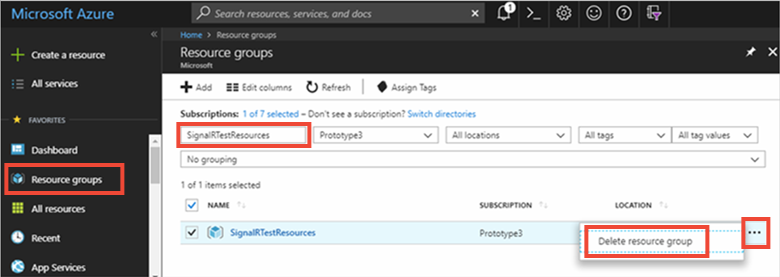 Microsoft Azure
Search resources, services, and docs
1
Create a resource
All services
FAVORITES
Dashboard
Resource groups
All resources
Recent
App Services
Home > Resource groups
Resource groups
Microsoft
Add
Edit columns
Refresh
Assign Tags
Subscriptions: 1 of 7 selected – Don't see a subscription? Switch directories
SignalRTestResources
Prototype3
All locations
All tags
All tag values
No grouping
1 of 1 items selected
NAME
SUBSCRIPTION
LOCATION
SignalRTestResources
Prototype3
Delete resource group